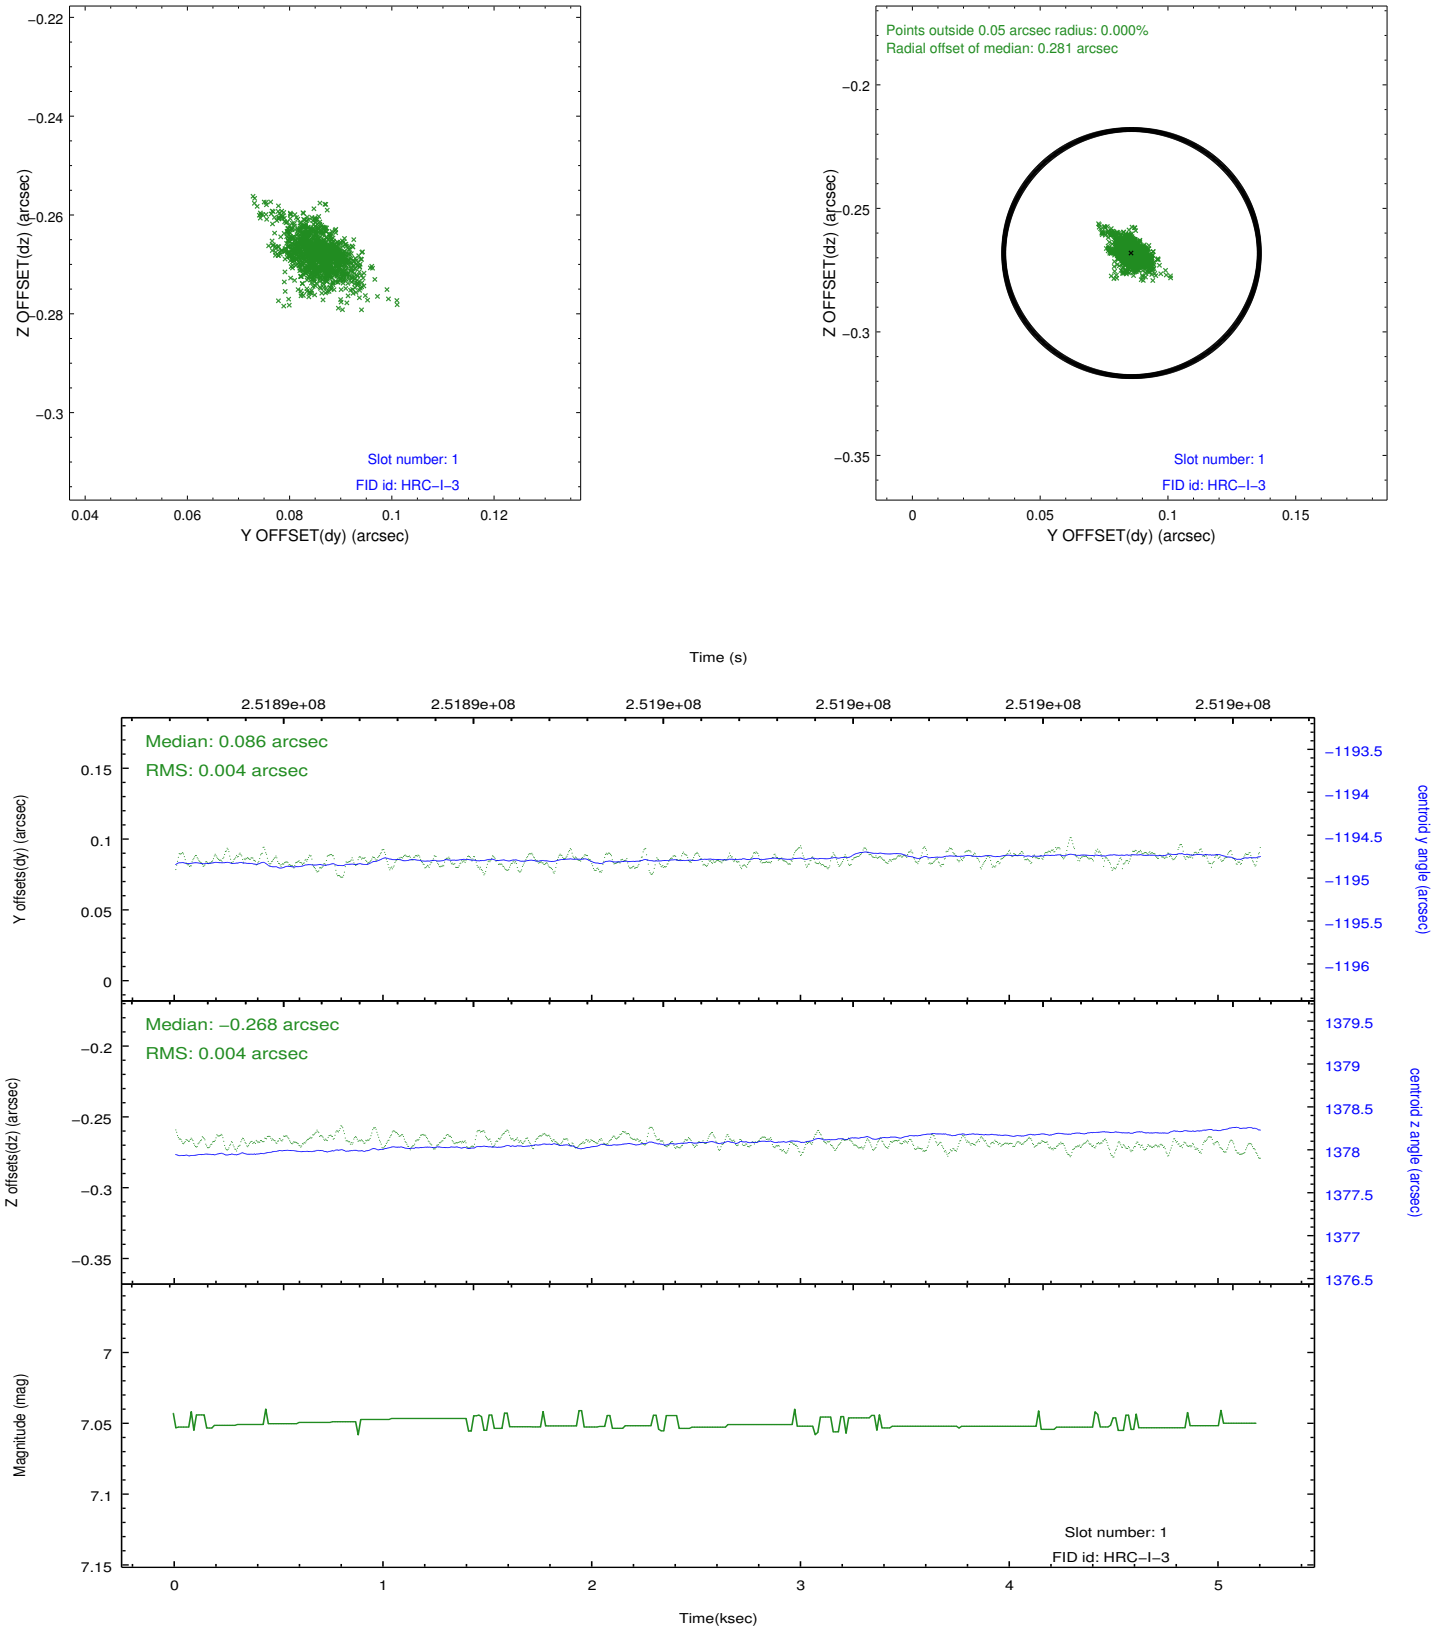 −0.22
−0.24
−0.26
−0.28
−0.3
Z OFFSET(dz) (arcsec)
Slot number: 1
FID id: HRC−I−3
0.04 0.06 0.08 0.1 0.12
Y OFFSET(dy) (arcsec)
Points outside 0.05 arcsec radius: 0.000%
Radial offset of median: 0.281 arcsec
−0.2
−0.25
−0.3
−0.35
Z OFFSET(dz) (arcsec)
Slot number: 1
FID id: HRC−I−3
0 0.05 0.1 0.15
Y OFFSET(dy) (arcsec)
Time (s)
2.5189e+08 2.5189e+08 2.519e+08 2.519e+08 2.519e+08 2.519e+08
Median: 0.086 arcsec
RMS: 0.004 arcsec
0.15
0.1
0.05
0
Y offsets(dy) (arcsec)
−1193.5
−1194
−1194.5
−1195
−1195.5
−1196
centroid y angle (arcsec)
Median: −0.268 arcsec
RMS: 0.004 arcsec
−0.2
−0.25
−0.3
−0.35
Z offsets(dz) (arcsec)
1379.5
1379
1378.5
1378
1377.5
1377
1376.5
centroid z angle (arcsec)
7
7.05
7.1
7.15
Magnitude (mag)
Slot number: 1
FID id: HRC−I−3
0 1 2 3 4 5
Time(ksec)